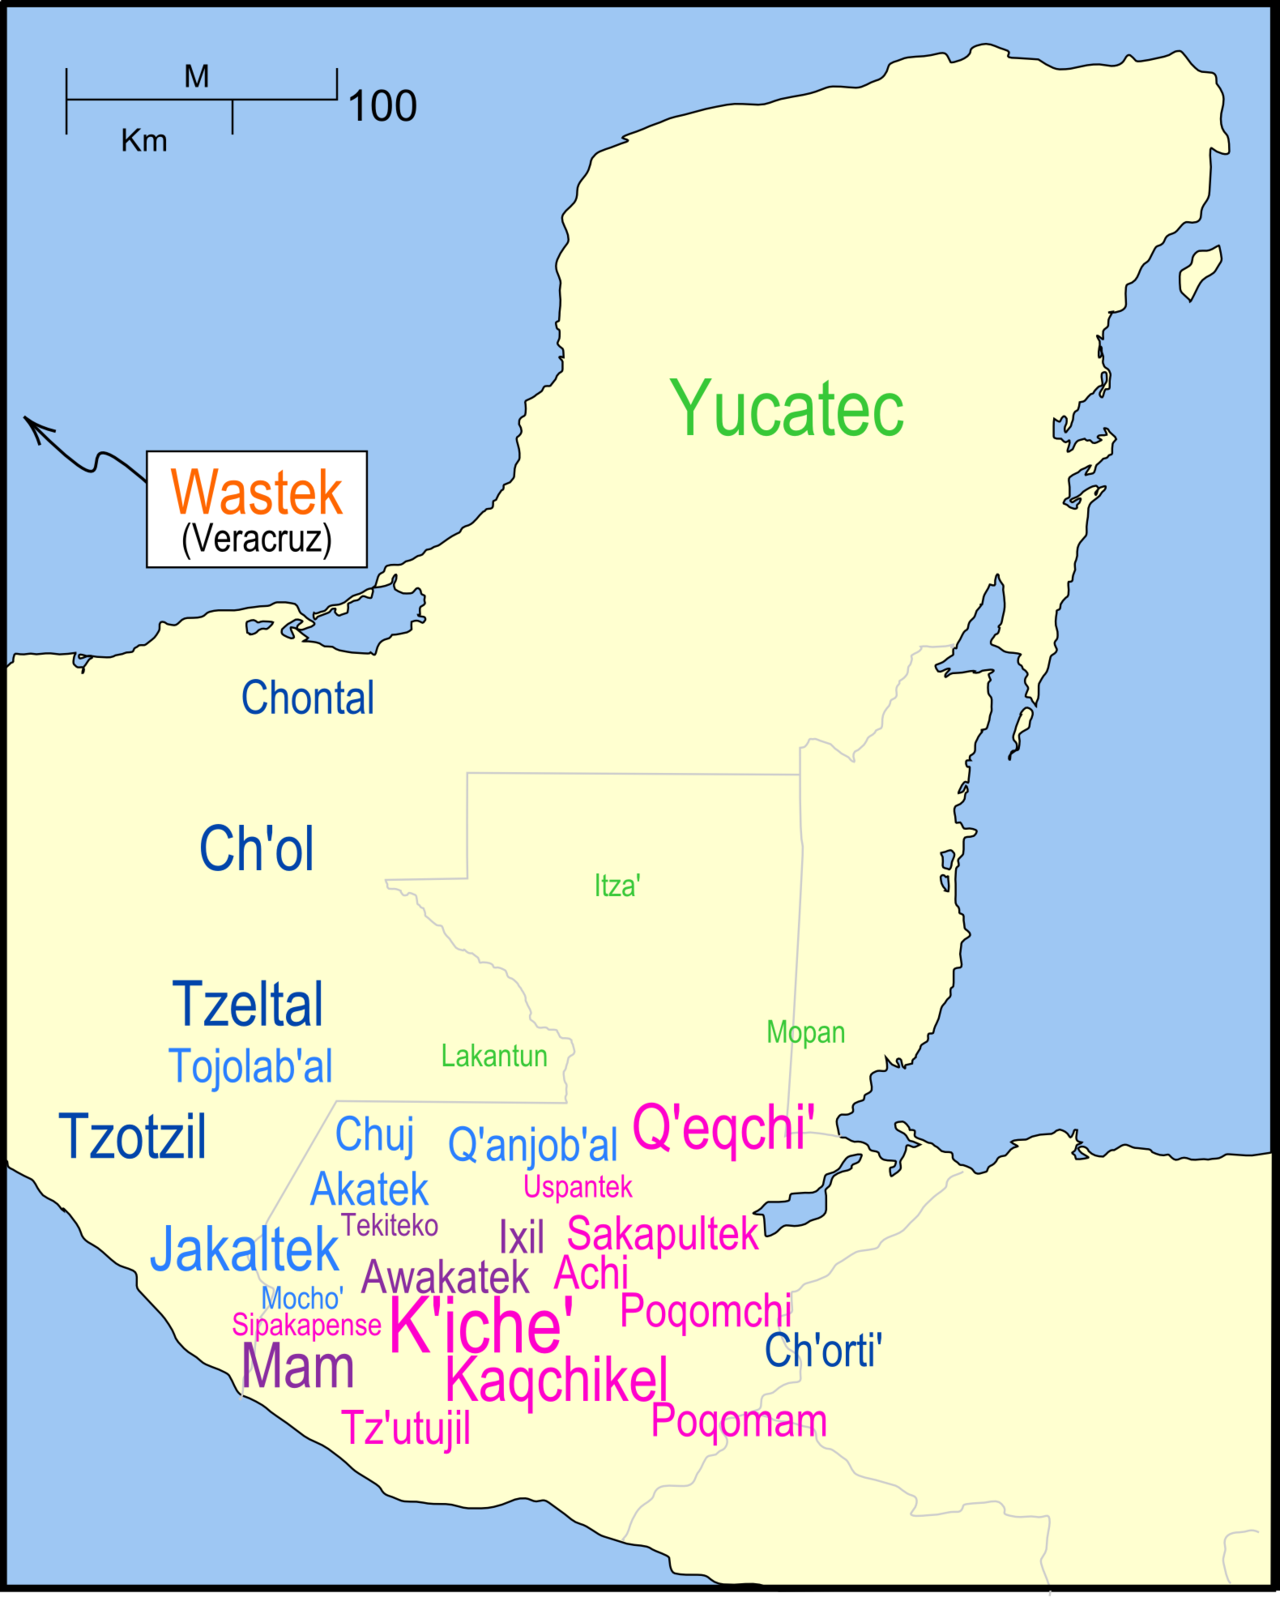 M
100
Km
Yucatec
Wastek
(Veracruz)
Chontal
Ch'ol
Itza'
Tzeltal
Mopan
Lakantun
Tojolab'al
Q'eqchi'
Tzotzil
Chuj
Q'anjob'al
Akatek
Uspantek
Tekiteko
Ixil
Sakapultek
Jakaltek
Awakatek
Achi
Mocho'
Poqomchi
Sipakapense
K'iche'
Ch'orti'
Mam
Kaqchikel
Tz'utujil
Poqomam